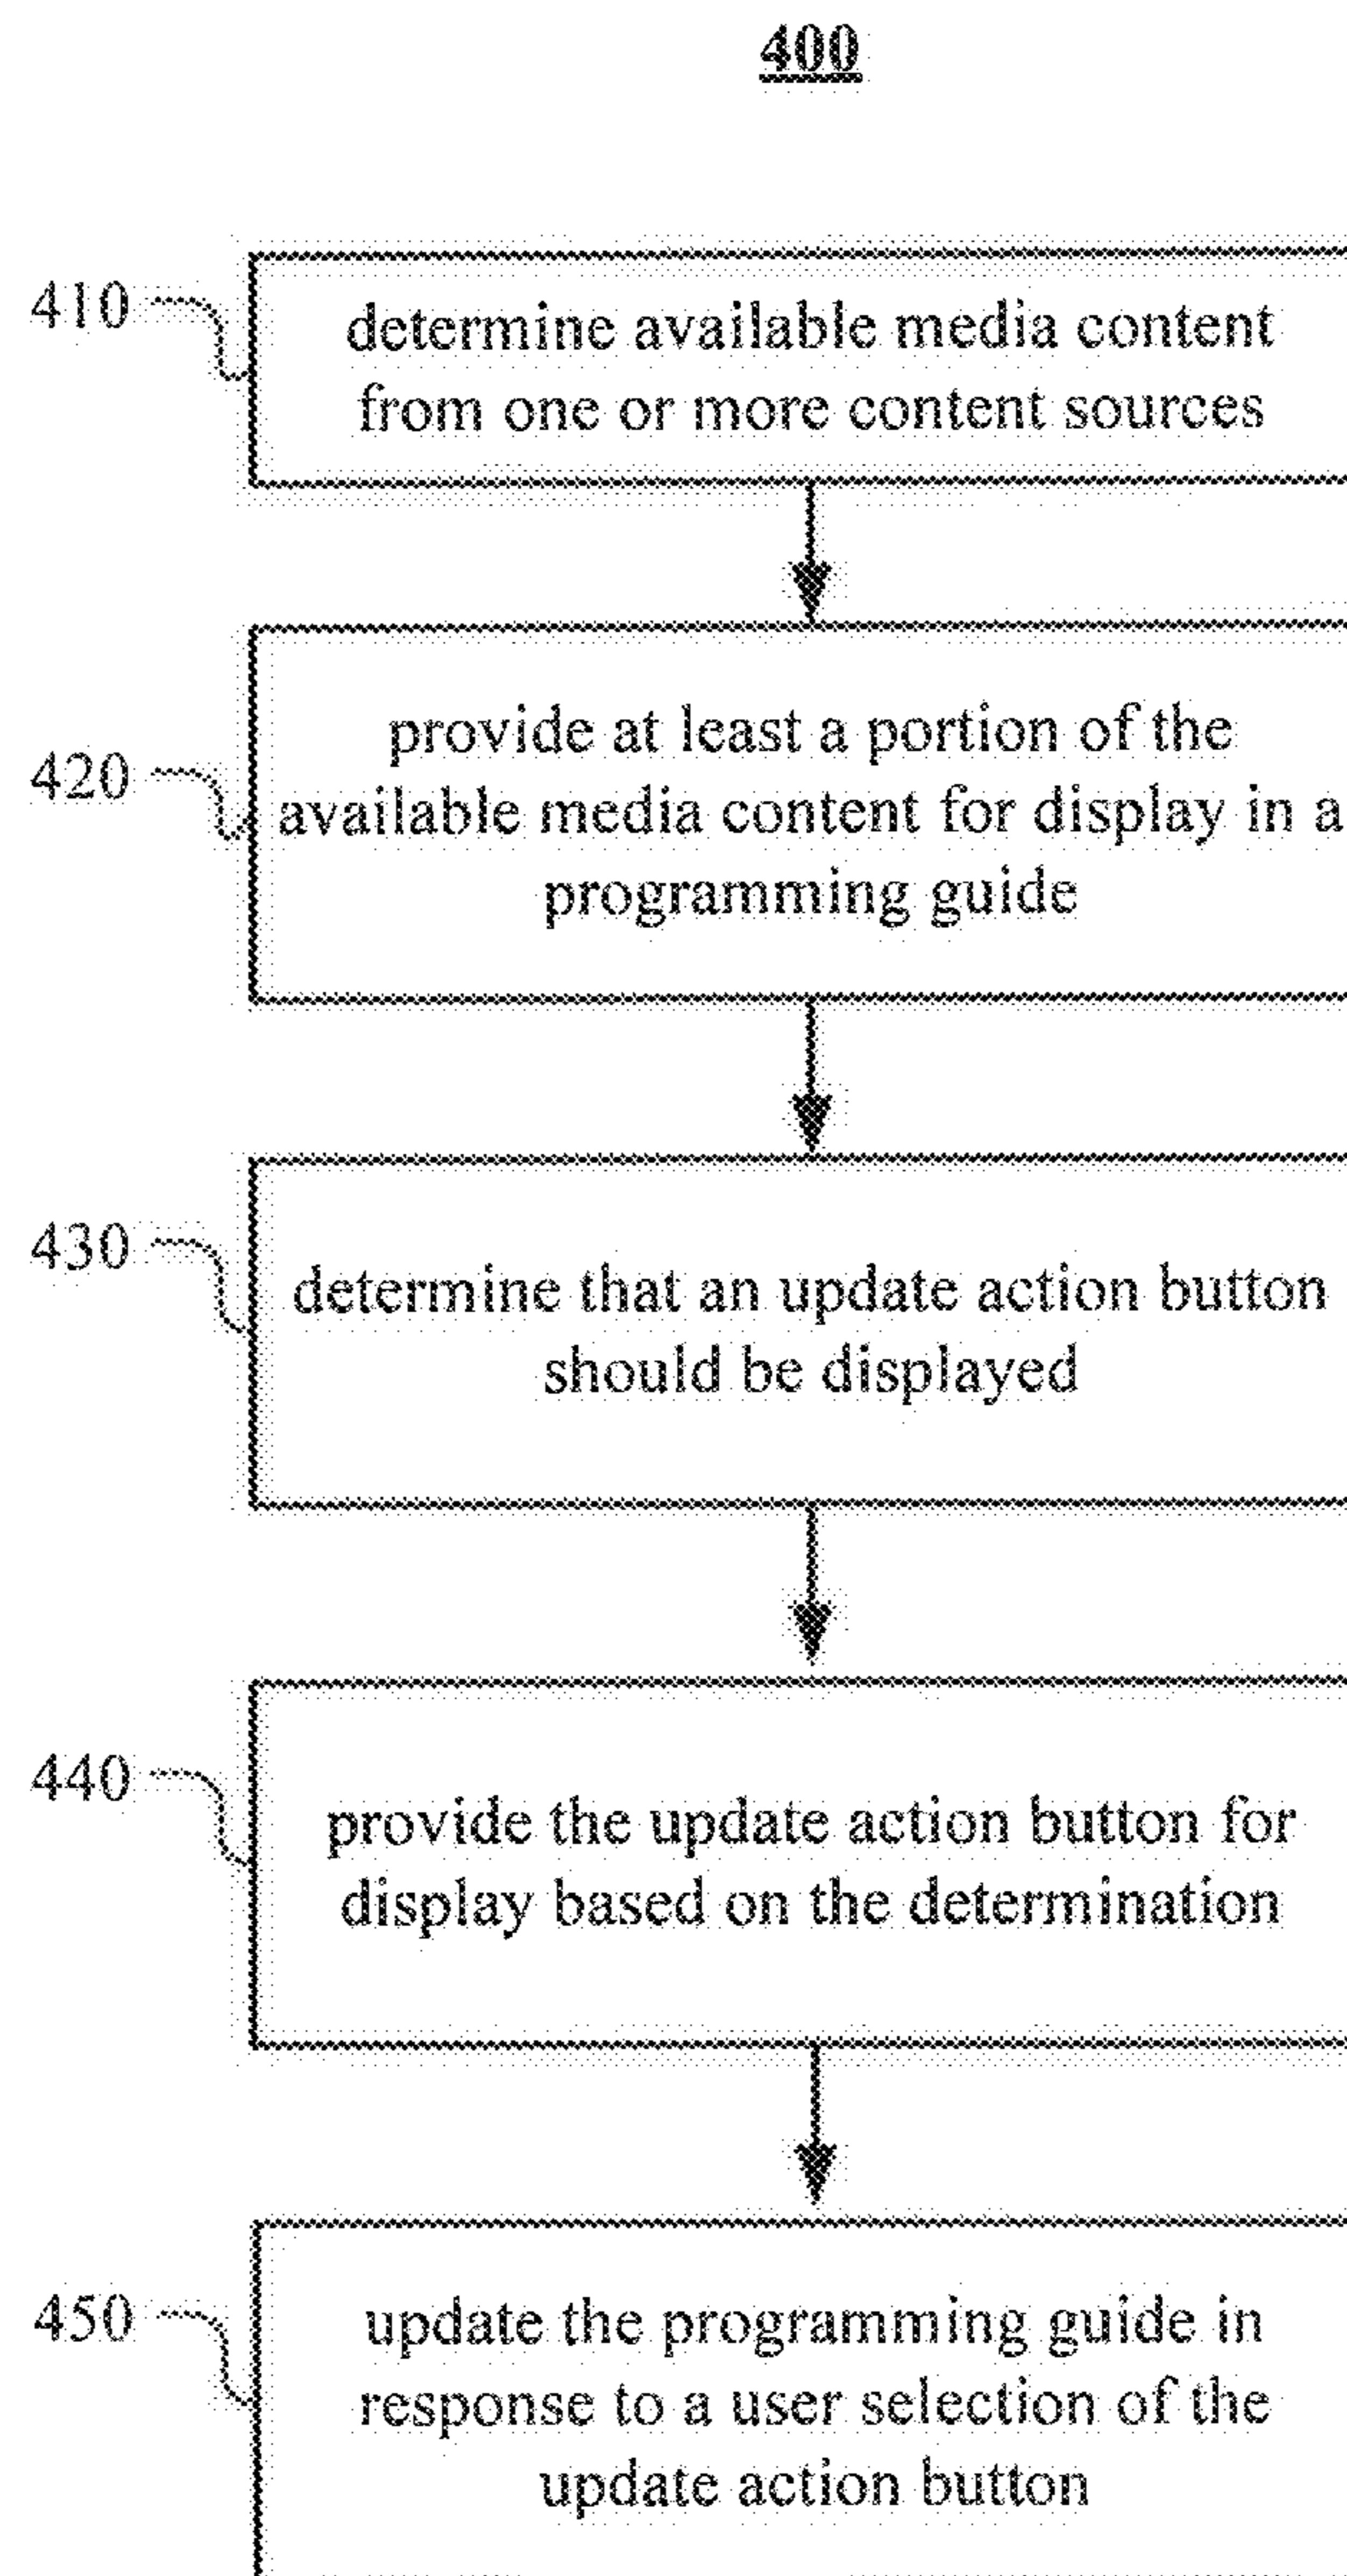 400
410
determine available media content
from one or more content sources
420
provide at least a portion of the
available media content for display in a
programming guide
430
determine that an update action button
should be displayed
440
provide the update action button for
display based on the determination
450
update the programming guide in
response to a user selection of the
update action button